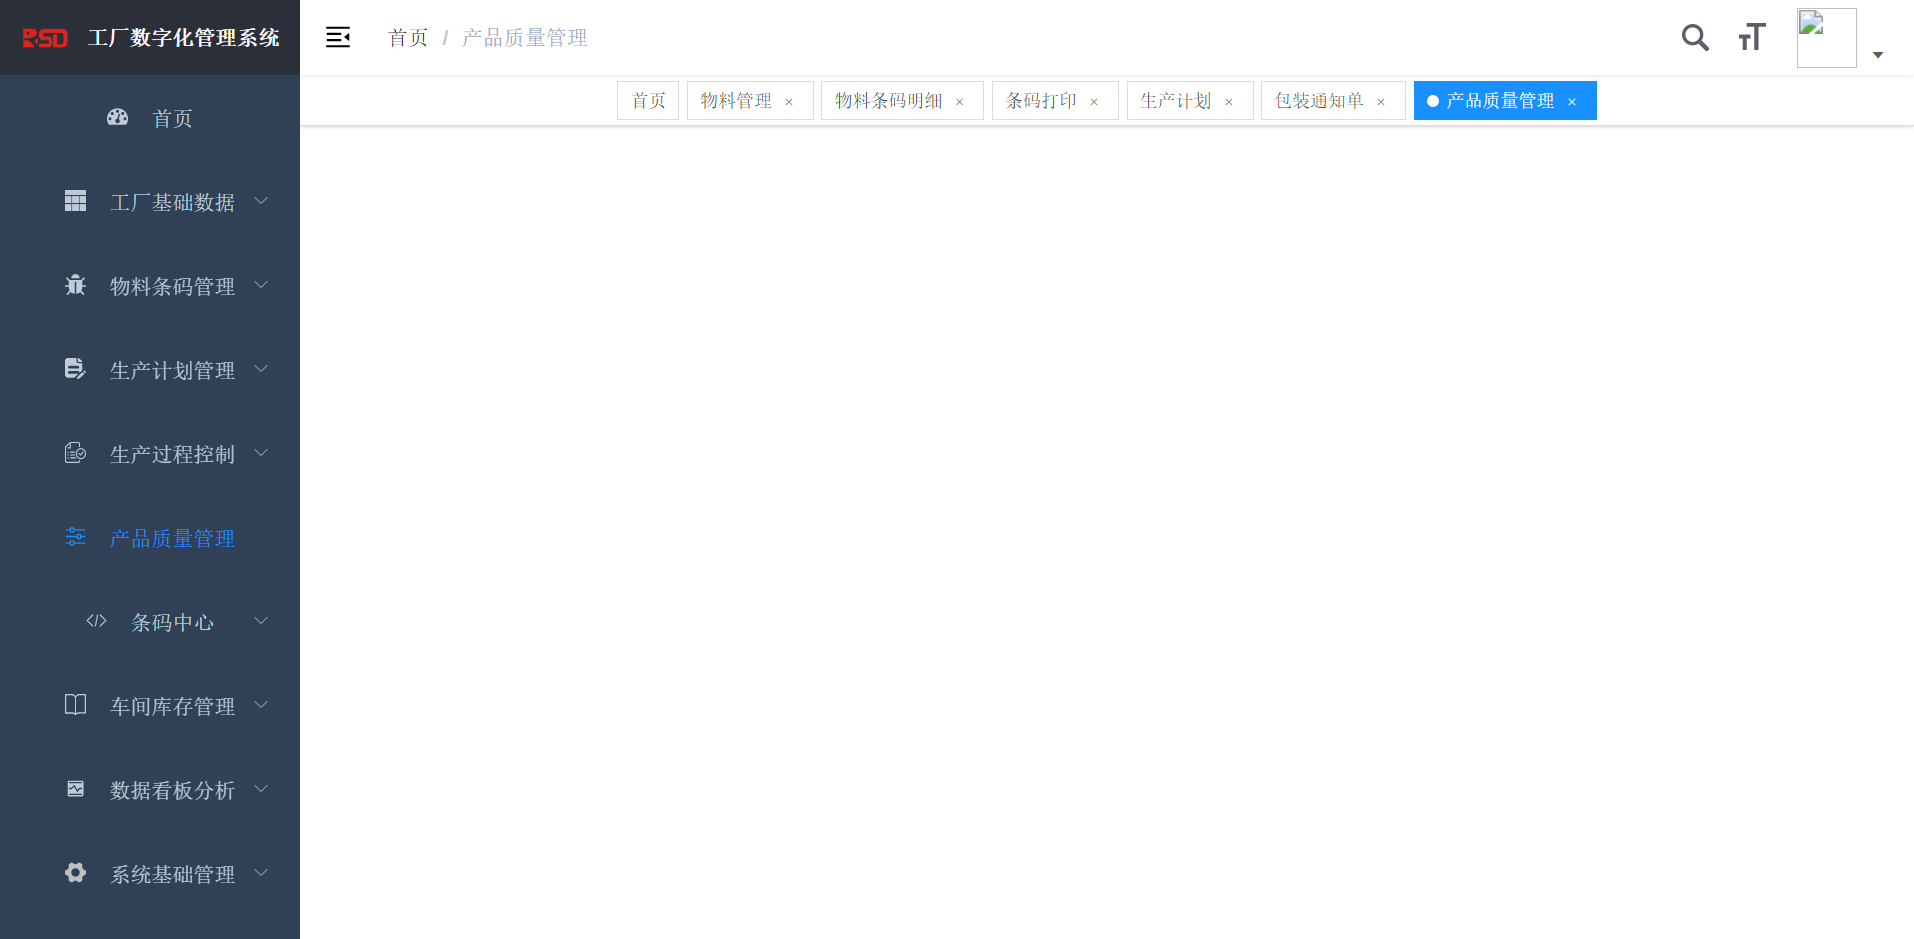 RSD 工厂数字化管理系统
首页 / 产品质量管理
首页 物料管理 × 物料条码明细 × 条码打印 × 生产计划 × 包装通知单 × 产品质量管理 ×
首页
工厂基础数据
物料条码管理
生产计划管理
生产过程控制
产品质量管理
条码中心
车间库存管理
数据看板分析
系统基础管理